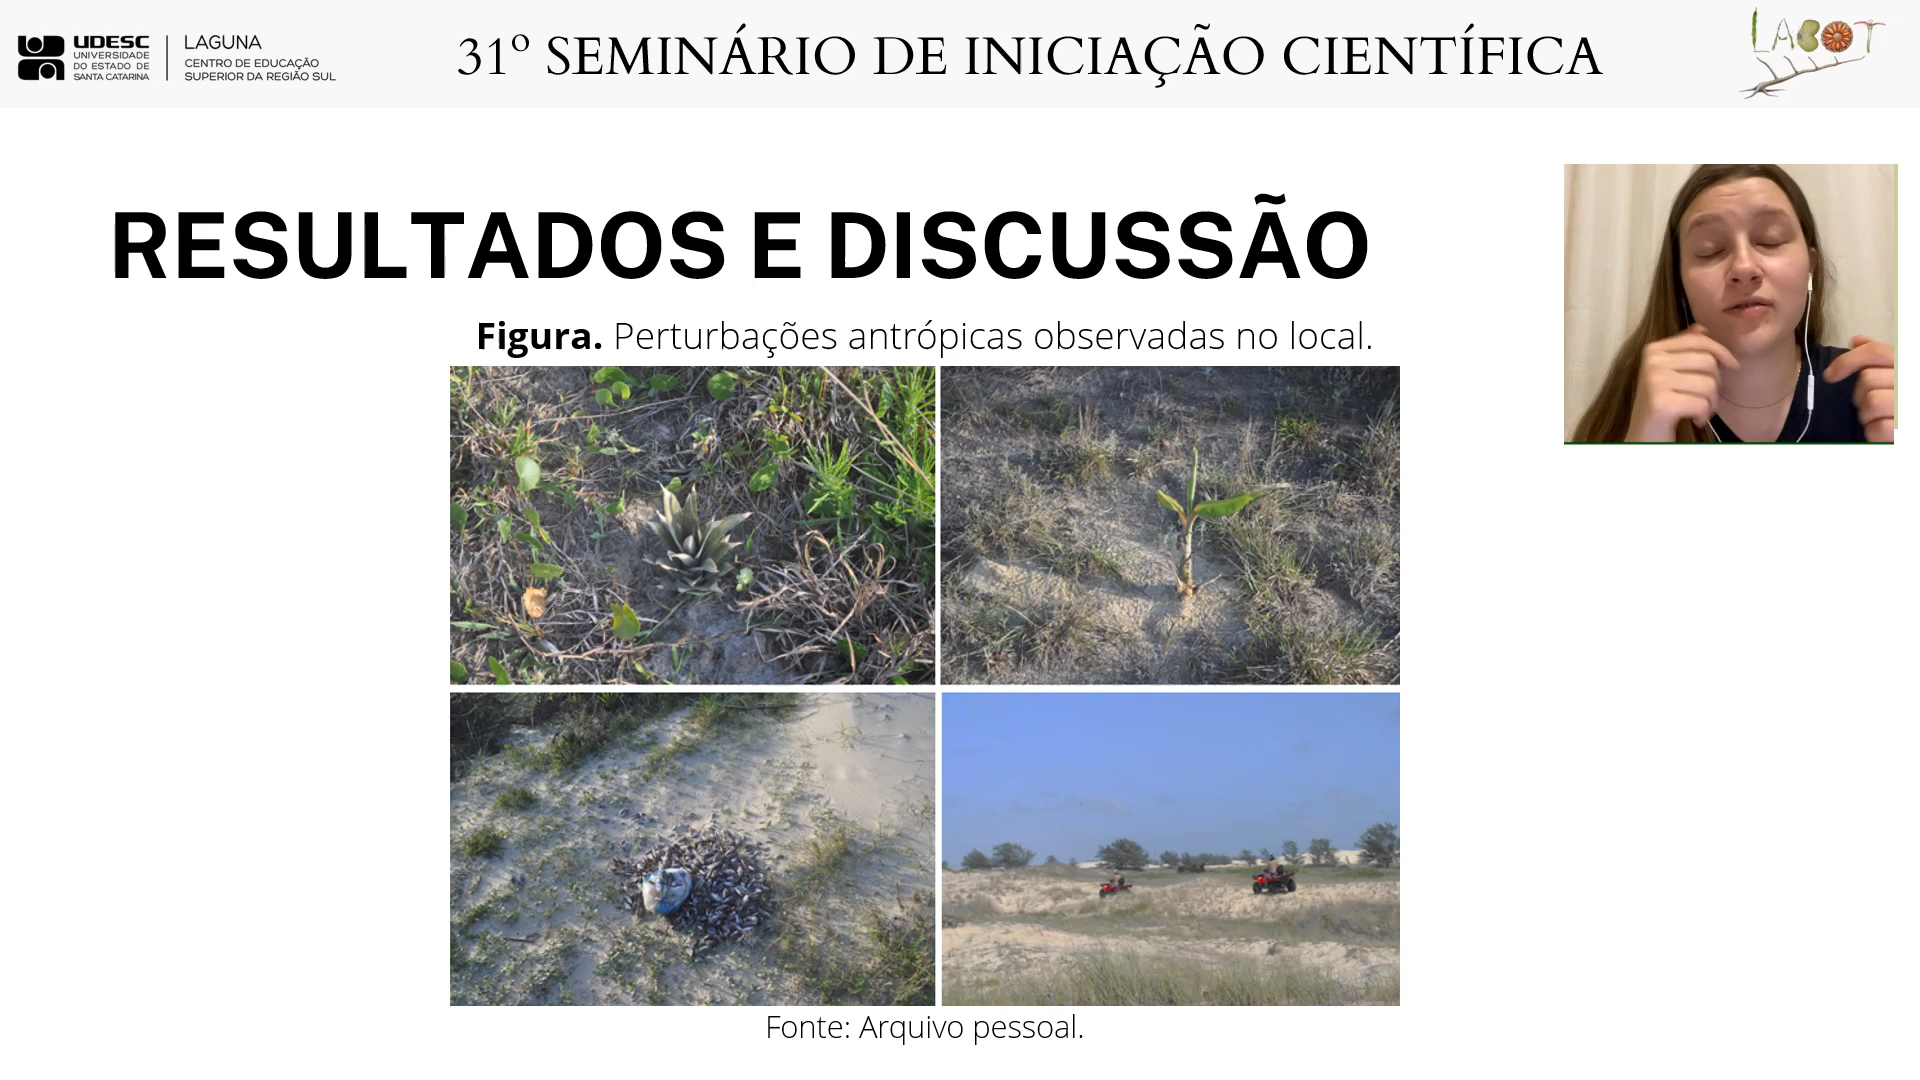 UDESC
UNIVERSIDADE
DO ESTADO DE
SANTA CATARINA
LAGUNA
CENTRO DE EDUCAÇÃO
SUPERIOR DA REGIÃO SUL
31º SEMINÁRIO DE INICIAÇÃO CIENTÍFICA
LABOT
RESULTADOS E DISCUSSÃO
Figura. Perturbações antrópicas observadas no local.
Fonte: Arquivo pessoal.